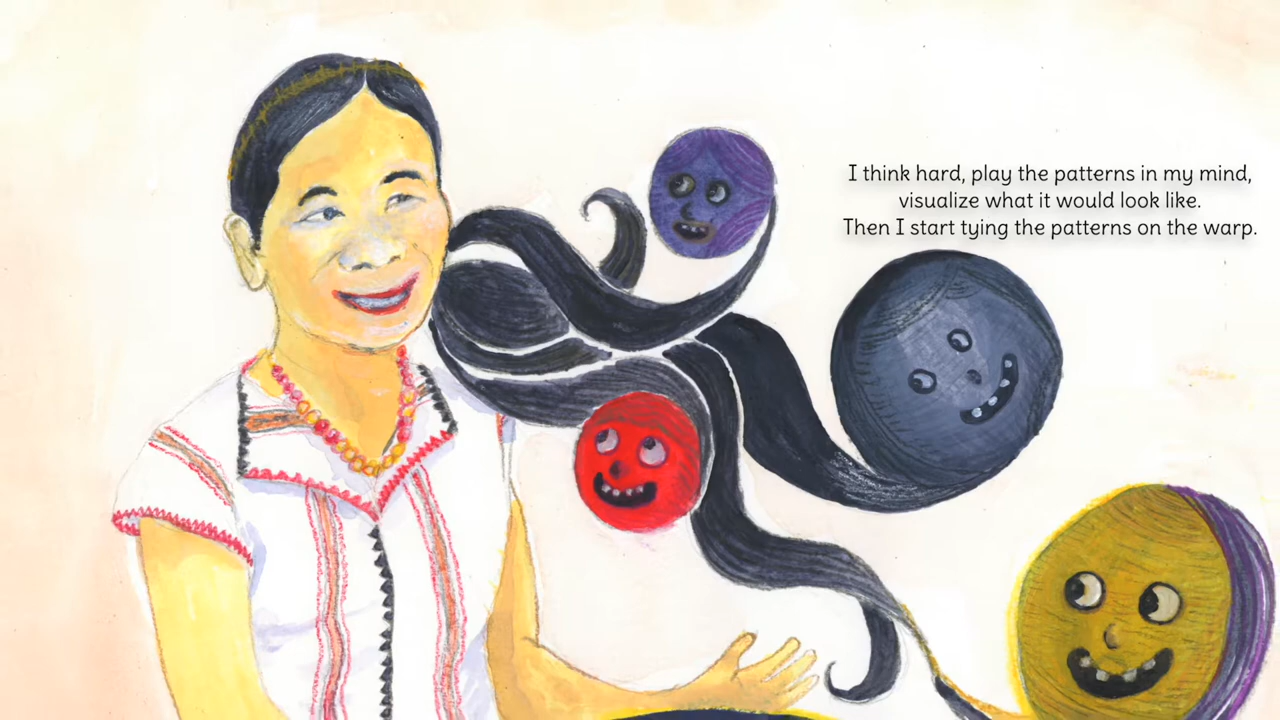 I think hard, play the patterns in my mind,
visualize what it would look like.
Then I start tying the patterns on the warp.